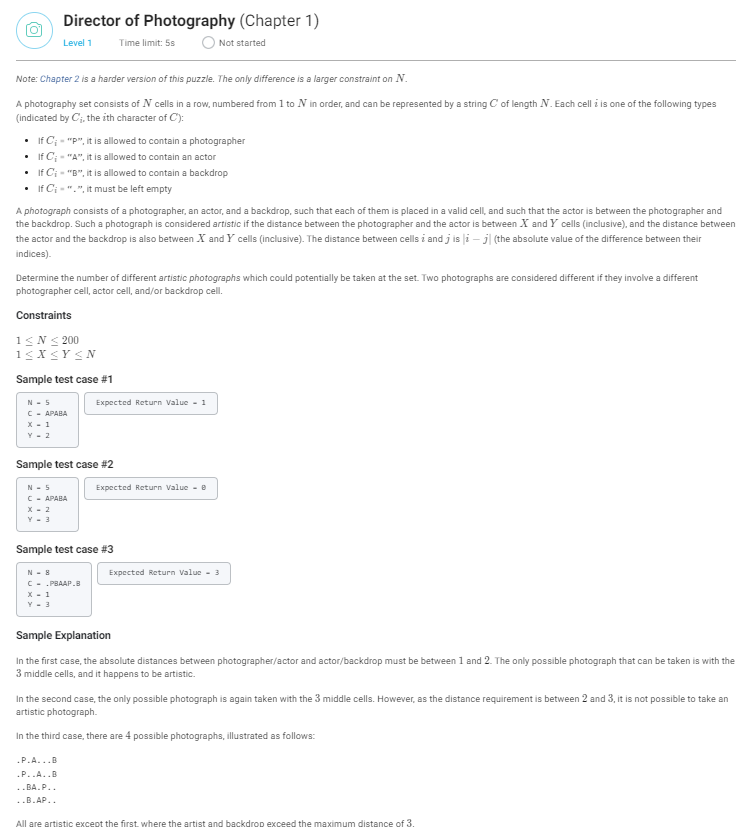 Director of Photography (Chapter 1)
Level 1 Time limit: 5s Not started
Note: Chapter 2 is a harder version of this puzzle. The only difference is a larger constraint on N.
A photography set consists of N cells in a row, numbered from 1 to N in order, and can be represented by a string C of length N. Each cell i is one of the following types
(indicated by Cᵢ, the ith character of C):
• If Cᵢ = "P", it is allowed to contain a photographer
• If Cᵢ = "A", it is allowed to contain an actor
• If Cᵢ = "B", it is allowed to contain a backdrop
• If Cᵢ = ".", it must be left empty
A photograph consists of a photographer, an actor, and a backdrop, such that each of them is placed in a valid cell, and such that the actor is between the photographer and
the backdrop. Such a photograph is considered artistic if the distance between the photographer and the actor is between X and Y cells (inclusive), and the distance between
the actor and the backdrop is also between X and Y cells (inclusive). The distance between cells i and j is |i − j| (the absolute value of the difference between their
indices).
Determine the number of different artistic photographs which could potentially be taken at the set. Two photographs are considered different if they involve a different
photographer cell, actor cell, and/or backdrop cell.
Constraints
1 ≤ N ≤ 200
1 ≤ X ≤ Y ≤ N
Sample test case #1
N = 5 Expected Return Value = 1
C = APABA
X = 1
Y = 2
Sample test case #2
N = 5 Expected Return Value = 0
C = APABA
X = 2
Y = 3
Sample test case #3
N = 8 Expected Return Value = 3
C = .PBAAP.B
X = 1
Y = 3
Sample Explanation
In the first case, the absolute distances between photographer/actor and actor/backdrop must be between 1 and 2. The only possible photograph that can be taken is with the
3 middle cells, and it happens to be artistic.
In the second case, the only possible photograph is again taken with the 3 middle cells. However, as the distance requirement is between 2 and 3, it is not possible to take an
artistic photograph.
In the third case, there are 4 possible photographs, illustrated as follows:
.P.A...B
.P..A..B
..BA.P..
..B.AP..
All are artistic except the first, where the artist and backdrop exceed the maximum distance of 3.